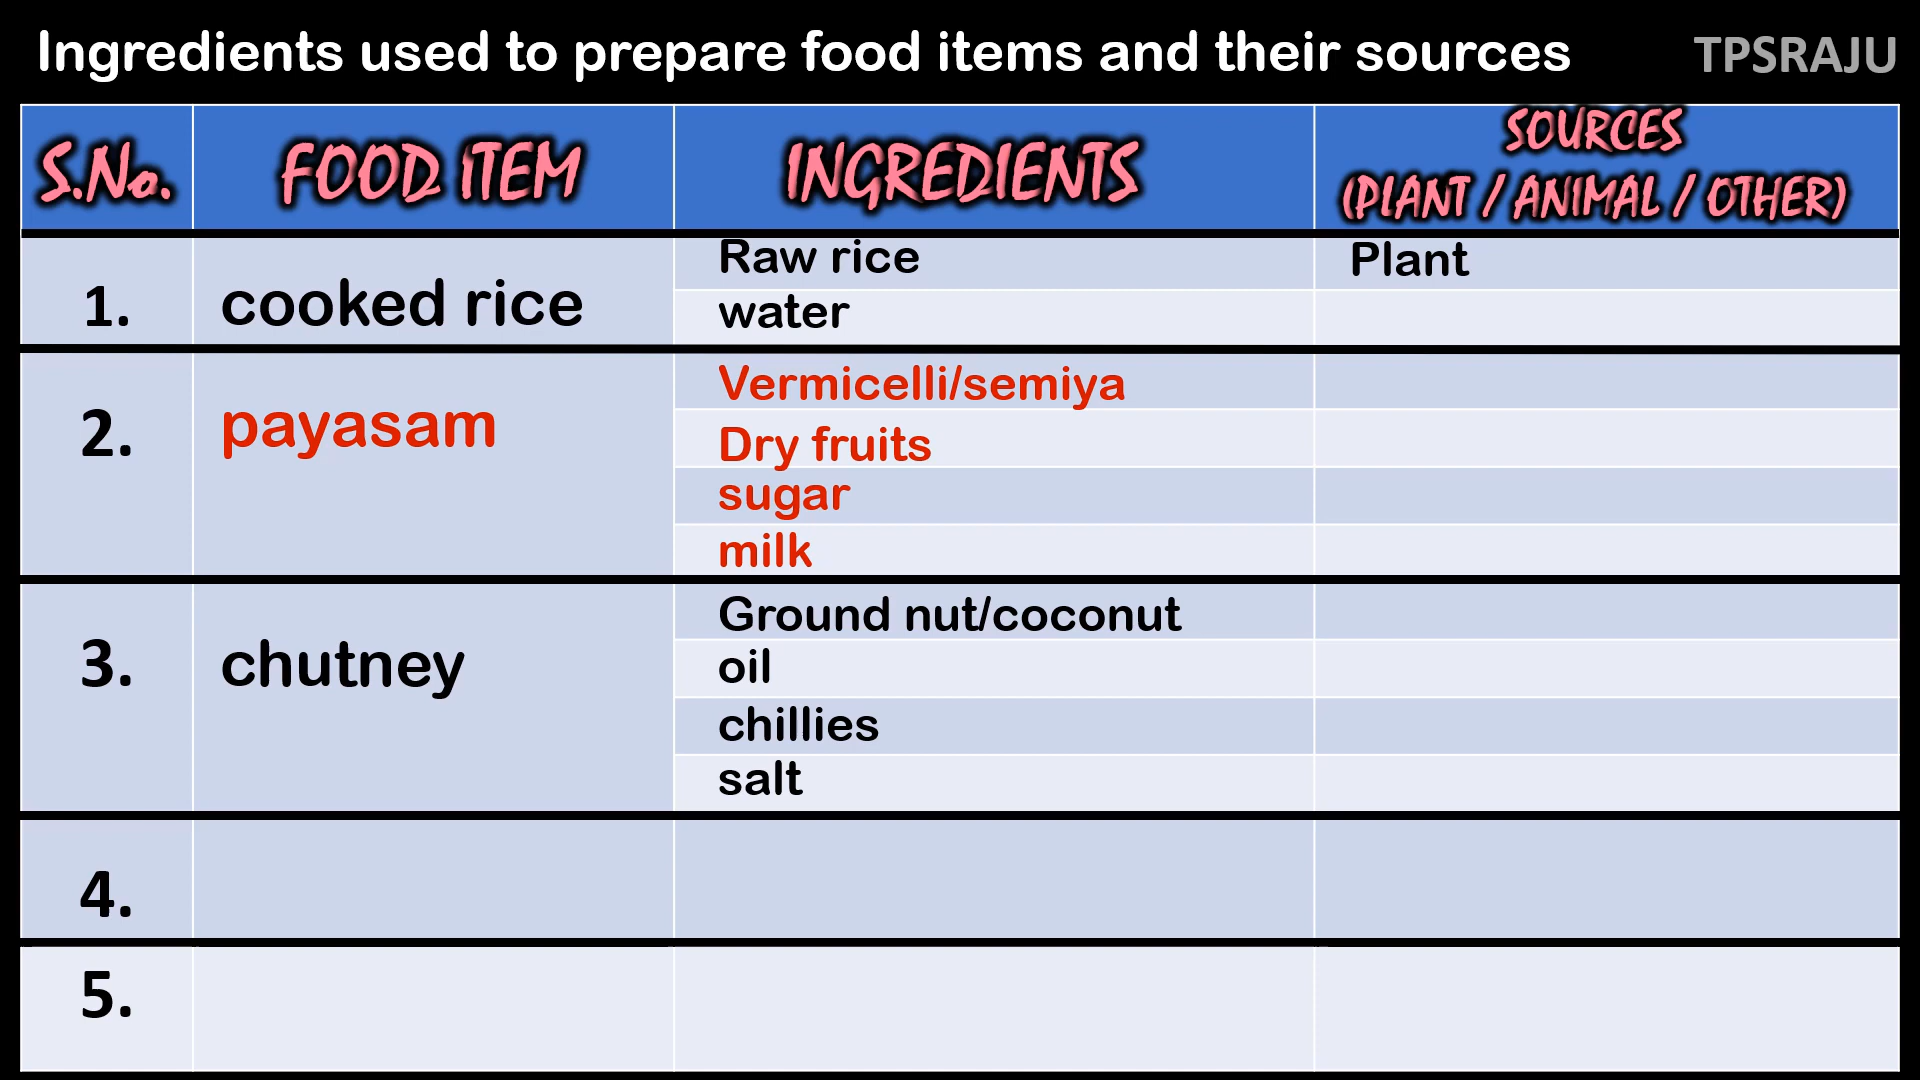 Ingredients used to prepare food items and their sources
TPSRAJU
S.No.
FOOD ITEM
INGREDIENTS
SOURCES
(PLANT / ANIMAL / OTHER)
1.
cooked rice
Raw rice
Plant
water
2.
payasam
Vermicelli/semiya
Dry fruits
sugar
milk
3.
chutney
Ground nut/coconut
oil
chillies
salt
4.
5.